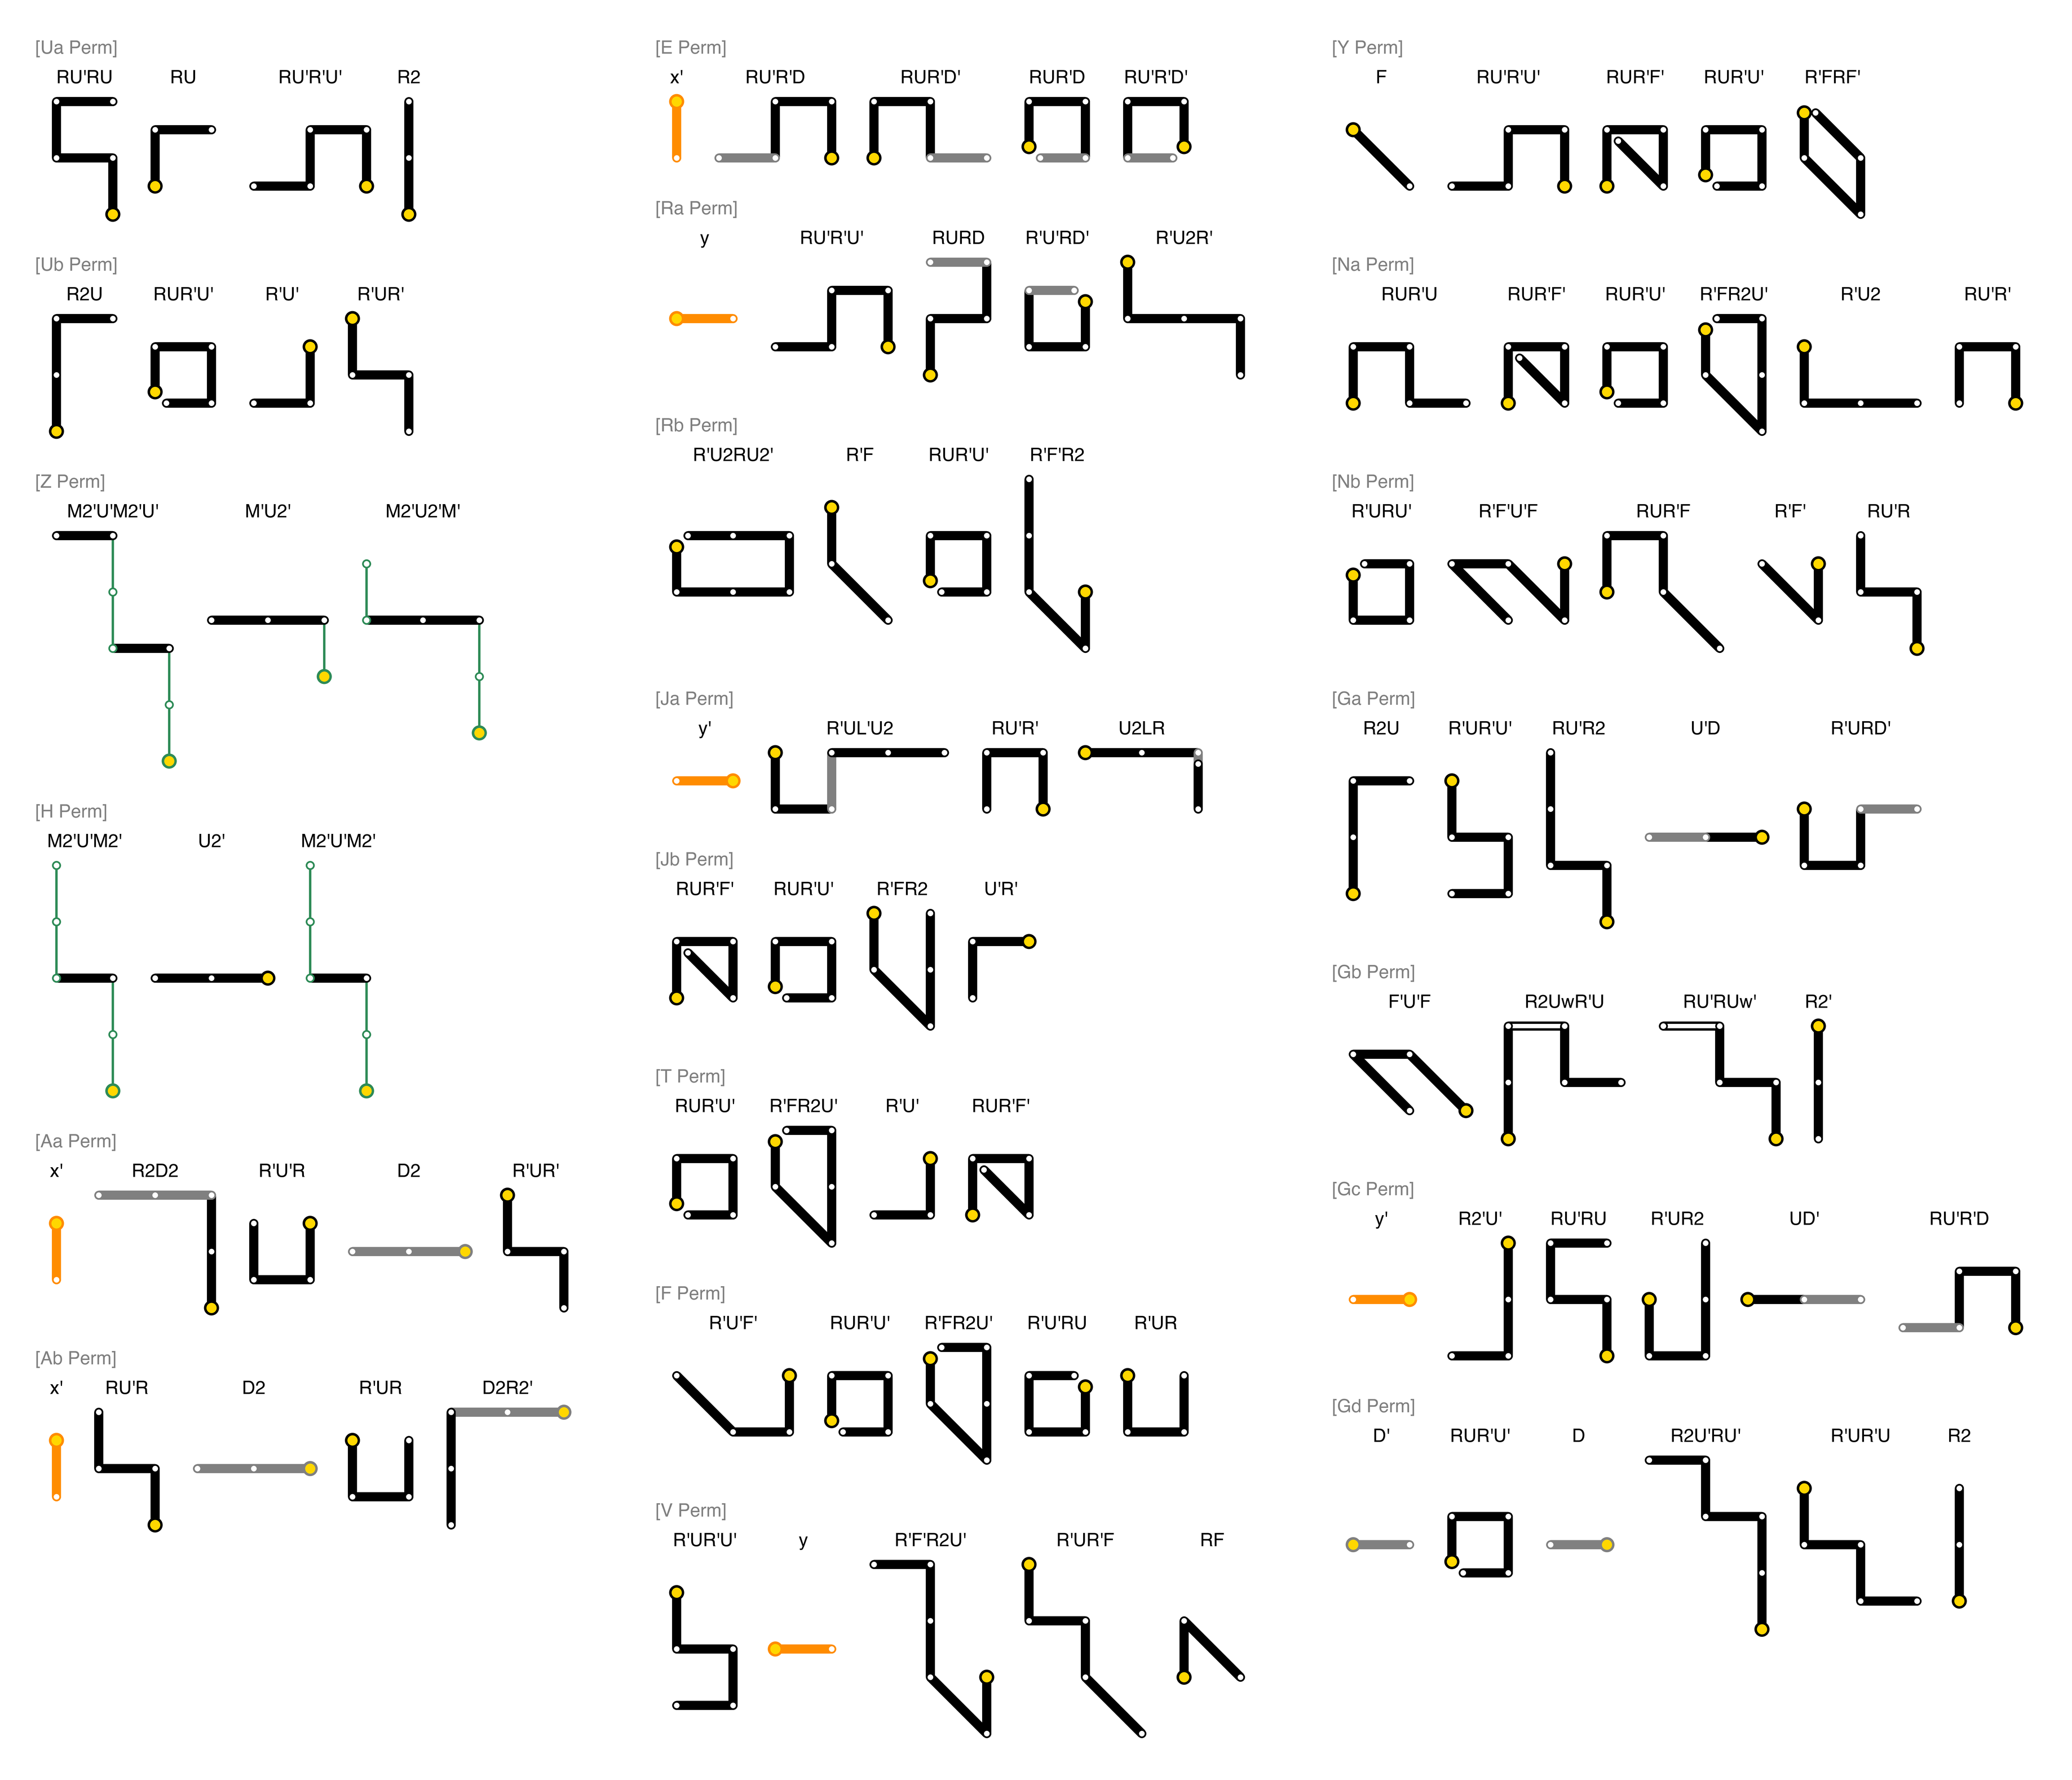 [Ua Perm]
RU'RU RU RU'R'U' R2
[Ub Perm]
R2U RUR'U' R'U' R'UR'
[Z Perm]
M2'U'M2'U' M'U2' M2'U2'M'
[H Perm]
M2'U'M2' U2' M2'U'M2'
[Aa Perm]
x' R2D2 R'U'R D2 R'UR'
[Ab Perm]
x' RU'R D2 R'UR D2R2'
[E Perm]
x' RU'R'D RUR'D' RUR'D RU'R'D'
[Ra Perm]
y RU'R'U' RURD R'U'RD' R'U2R'
[Rb Perm]
R'U2RU2' R'F RUR'U' R'F'R2
[Ja Perm]
y' R'UL'U2 RU'R' U2LR
[Jb Perm]
RUR'F' RUR'U' R'FR2 U'R'
[T Perm]
RUR'U' R'FR2U' R'U' RUR'F'
[F Perm]
R'U'F' RUR'U' R'FR2U' R'U'RU R'UR
[V Perm]
R'UR'U' y R'F'R2U' R'UR'F RF
[Y Perm]
F RU'R'U' RUR'F' RUR'U' R'FRF'
[Na Perm]
RUR'U RUR'F' RUR'U' R'FR2U' R'U2 RU'R'
[Nb Perm]
R'URU' R'F'U'F RUR'F R'F' RU'R
[Ga Perm]
R2U R'UR'U' RU'R2 U'D R'URD'
[Gb Perm]
F'U'F R2UwR'U RU'RUw' R2'
[Gc Perm]
y' R2'U' RU'RU R'UR2 UD' RU'R'D
[Gd Perm]
D' RUR'U' D R2U'RU' R'UR'U R2